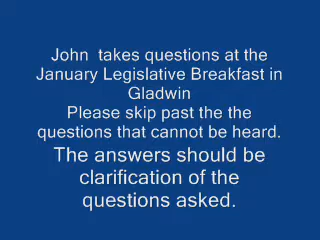 John  takes questions at the
January Legislative Breakfast in
Gladwin
Please skip past the the
questions that cannot be heard.
The answers should be
clarification of the
questions asked.